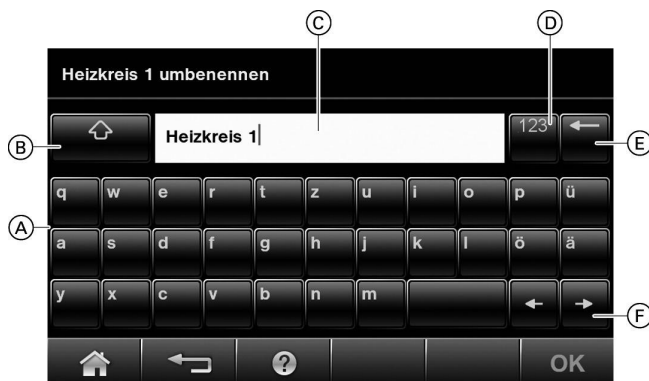 C D
Heizkreis 1 umbenennen
B Heizkreis 1 123 E
q w e r t z u i o p ü
A
a s d f g h j k l ö ä
y x c v b n m
F
? OK